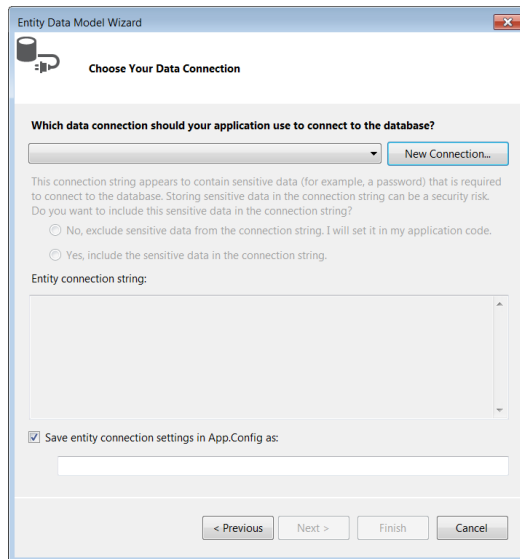 Entity Data Model Wizard
Choose Your Data Connection
Which data connection should your application use to connect to the database?
New Connection...
This connection string appears to contain sensitive data (for example, a password) that is required
to connect to the database. Storing sensitive data in the connection string can be a security risk.
Do you want to include this sensitive data in the connection string?
No, exclude sensitive data from the connection string. I will set it in my application code.
Yes, include the sensitive data in the connection string.
Entity connection string:
Save entity connection settings in App.Config as:
< Previous
Next >
Finish
Cancel